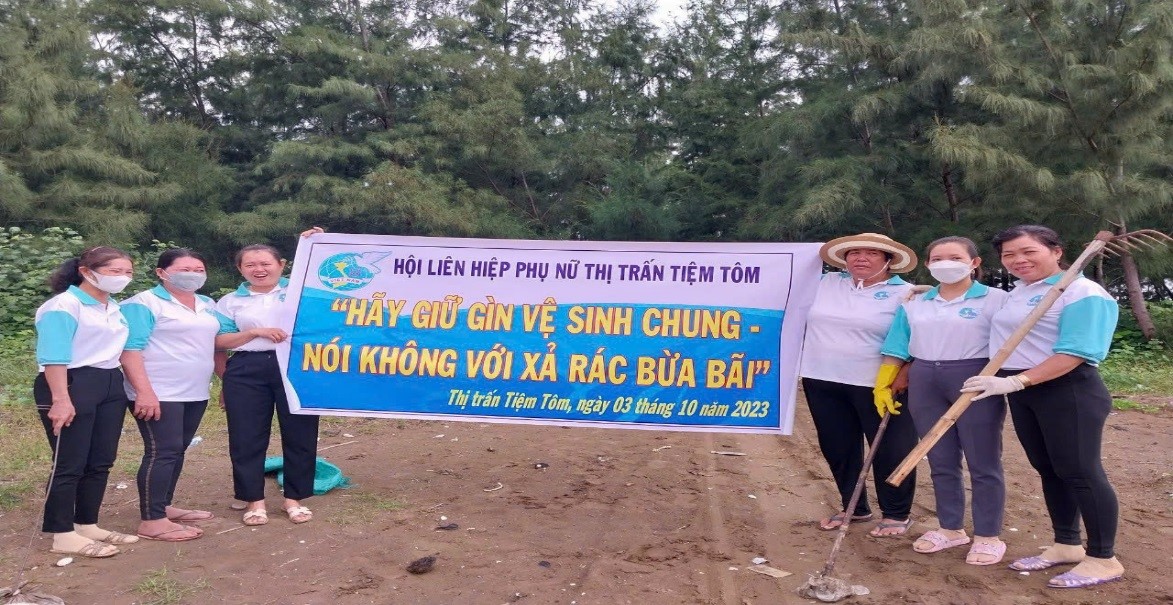 HỘI LIÊN HIỆP PHỤ NỮ THỊ TRẤN TIỆM TÔM
“HÃY GIỮ GÌN VỆ SINH CHUNG -
NÓI KHÔNG VỚI XẢ RÁC BỪA BÃI”
Thị trấn Tiệm Tôm, ngày 03 tháng 10 năm 2023